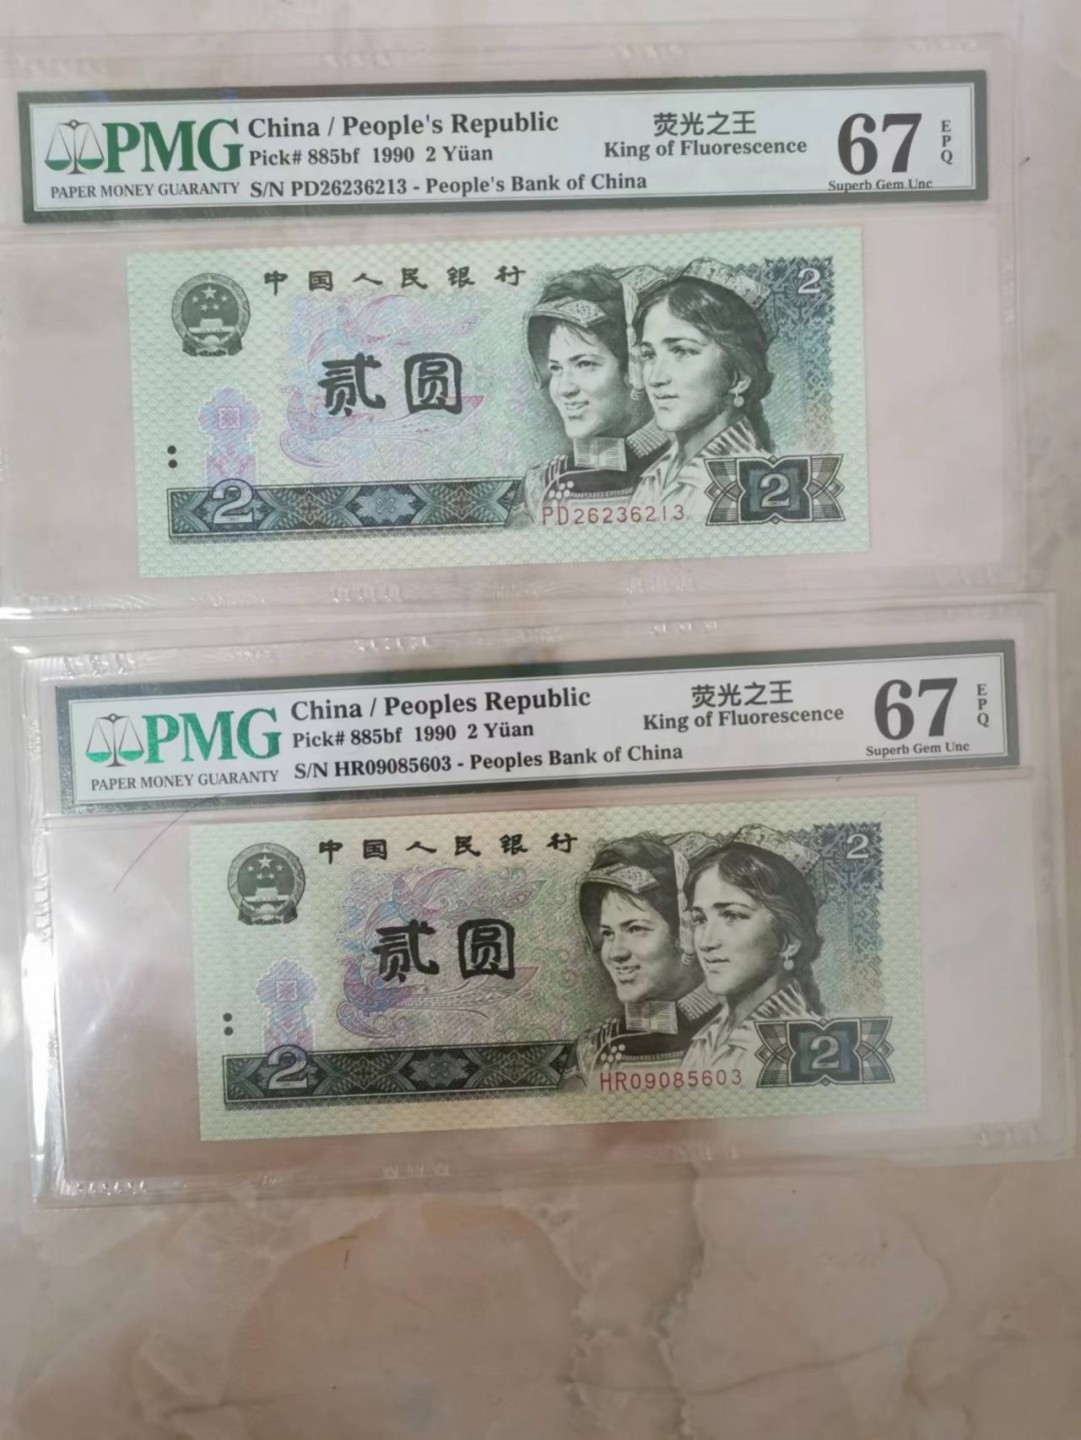 PMG
PAPER MONEY GUARANTY
China / People's Republic
Pick# 885bf 1990 2 Yüan
S/N PD26236213 - People's Bank of China
荧光之王
King of Fluorescence
67
EPQ
Superb Gem Unc
中国人民银行
2
贰圆
2
2
PD26236213
PMG
PAPER MONEY GUARANTY
China / Peoples Republic
Pick# 885bf 1990 2 Yüan
S/N HR09085603 - Peoples Bank of China
荧光之王
King of Fluorescence
67
EPQ
Superb Gem Unc
中国人民银行
2
贰圆
2
2
HR09085603